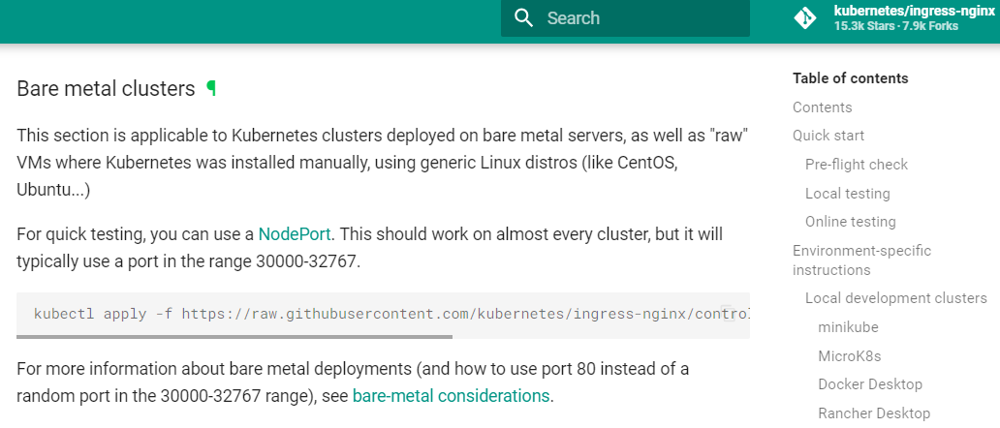 Search
kubernetes/ingress-nginx
15.3k Stars · 7.9k Forks
Bare metal clusters ¶
This section is applicable to Kubernetes clusters deployed on bare metal servers, as well as "raw"
VMs where Kubernetes was installed manually, using generic Linux distros (like CentOS,
Ubuntu...)
For quick testing, you can use a NodePort. This should work on almost every cluster, but it will
typically use a port in the range 30000-32767.
kubectl apply -f https://raw.githubusercontent.com/kubernetes/ingress-nginx/control
For more information about bare metal deployments (and how to use port 80 instead of a
random port in the 30000-32767 range), see bare-metal considerations.
Table of contents
Contents
Quick start
Pre-flight check
Local testing
Online testing
Environment-specific
instructions
Local development clusters
minikube
MicroK8s
Docker Desktop
Rancher Desktop